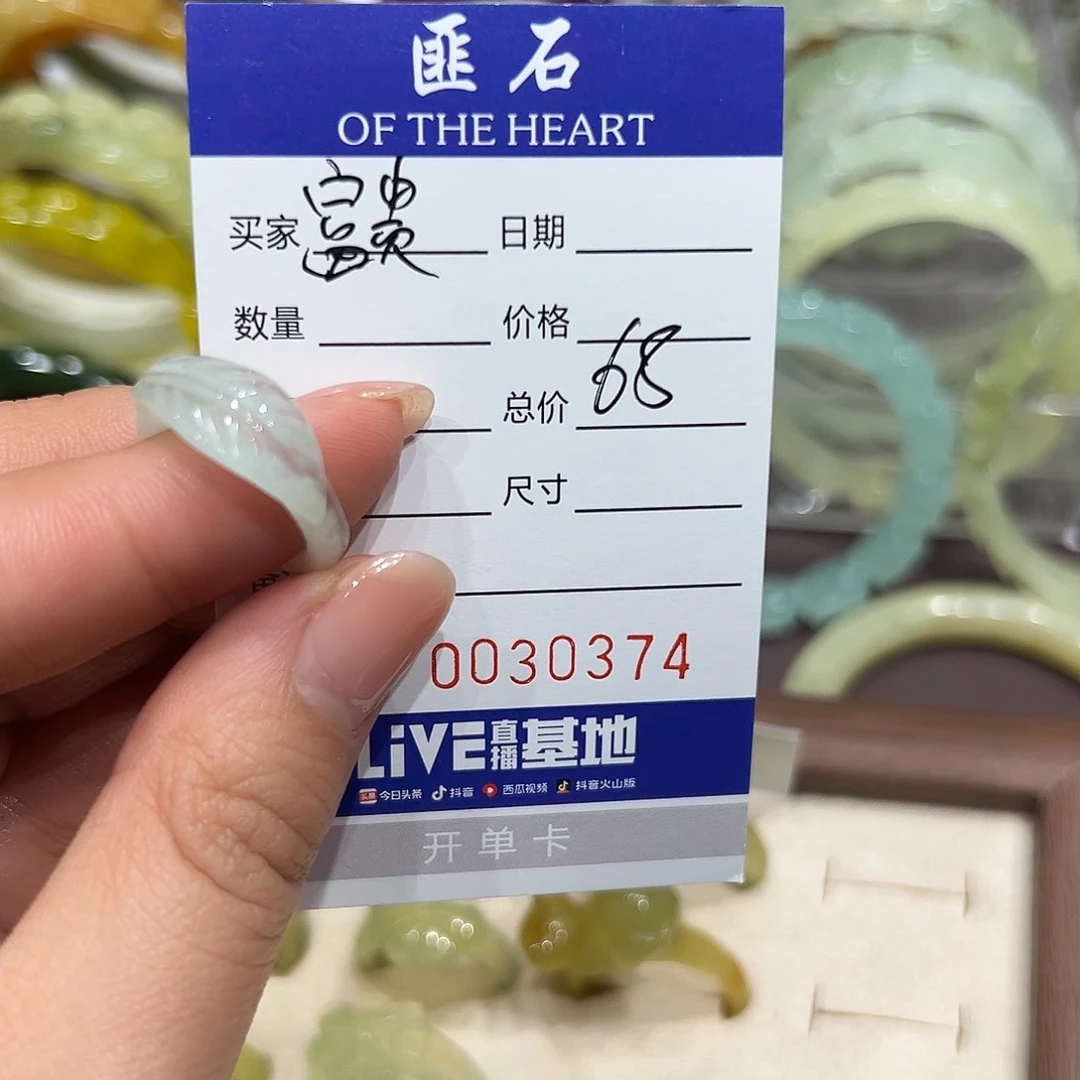 匪石
OF THE HEART
买家 日期
数量 价格
总价 68
尺寸
0030374
LiVE直播基地
头条 今日头条 抖音 西瓜视频 抖音火山版
开单卡